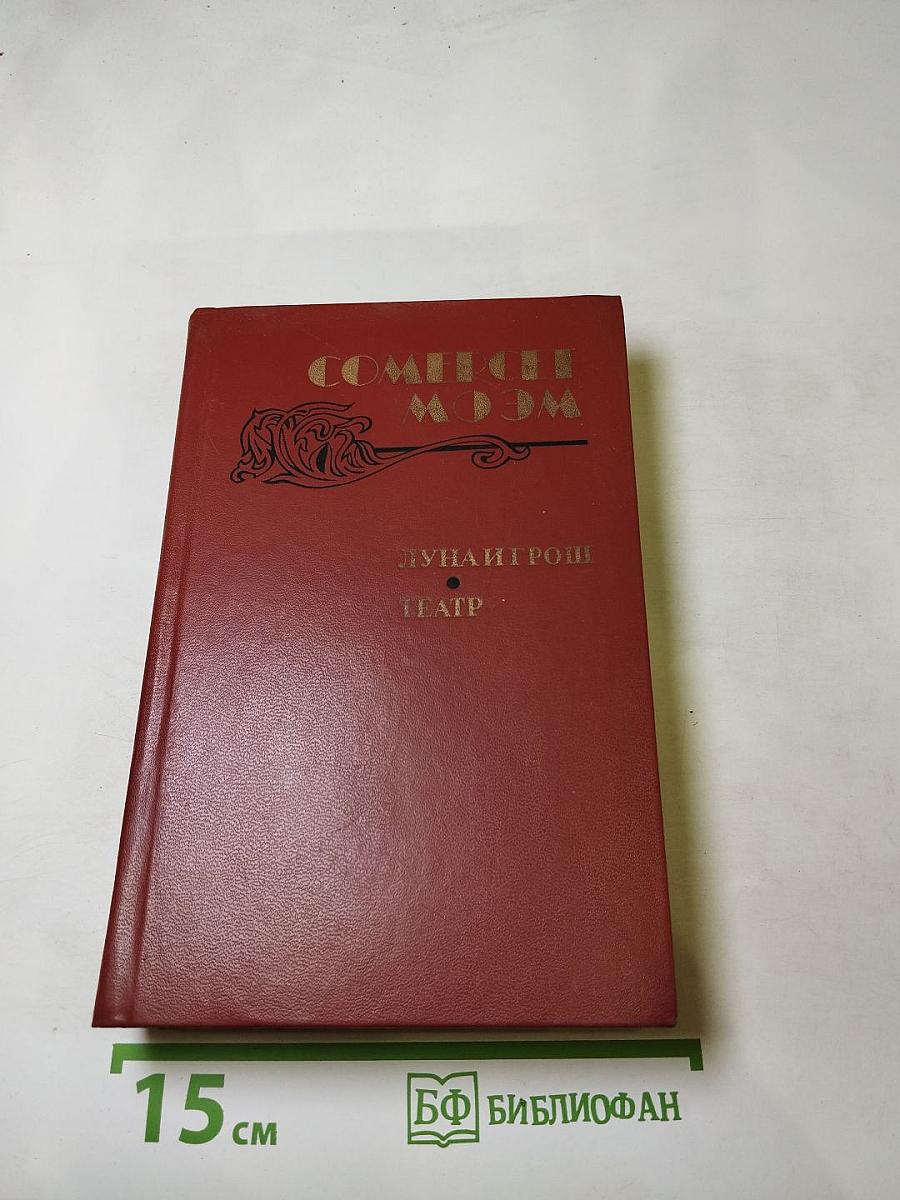 СОМЕРСЕТ
МОЭМ
ЛУНА И ГРОШ
ТЕАТР
15 см
БФ БИБЛИОФАН